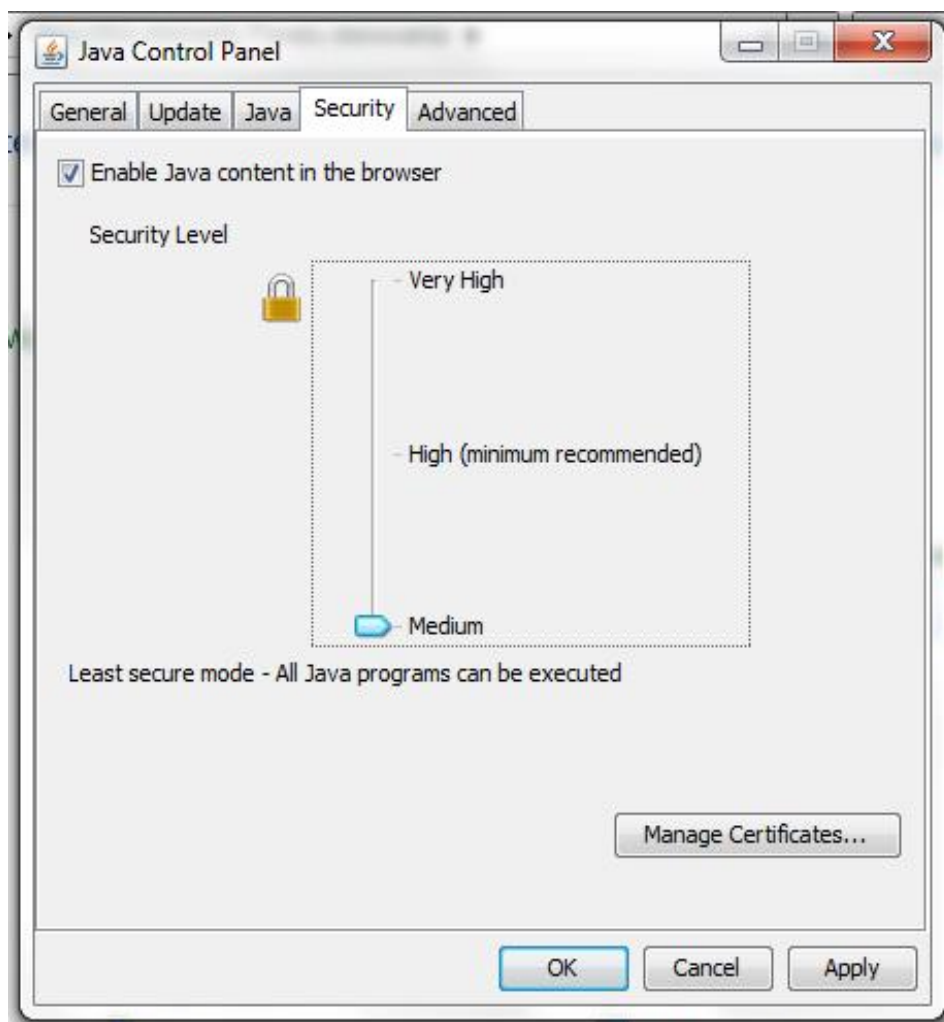 Java Control Panel
General Update Java Security Advanced
Enable Java content in the browser
Security Level
Very High
High (minimum recommended)
Medium
Least secure mode - All Java programs can be executed
Manage Certificates...
OK Cancel Apply